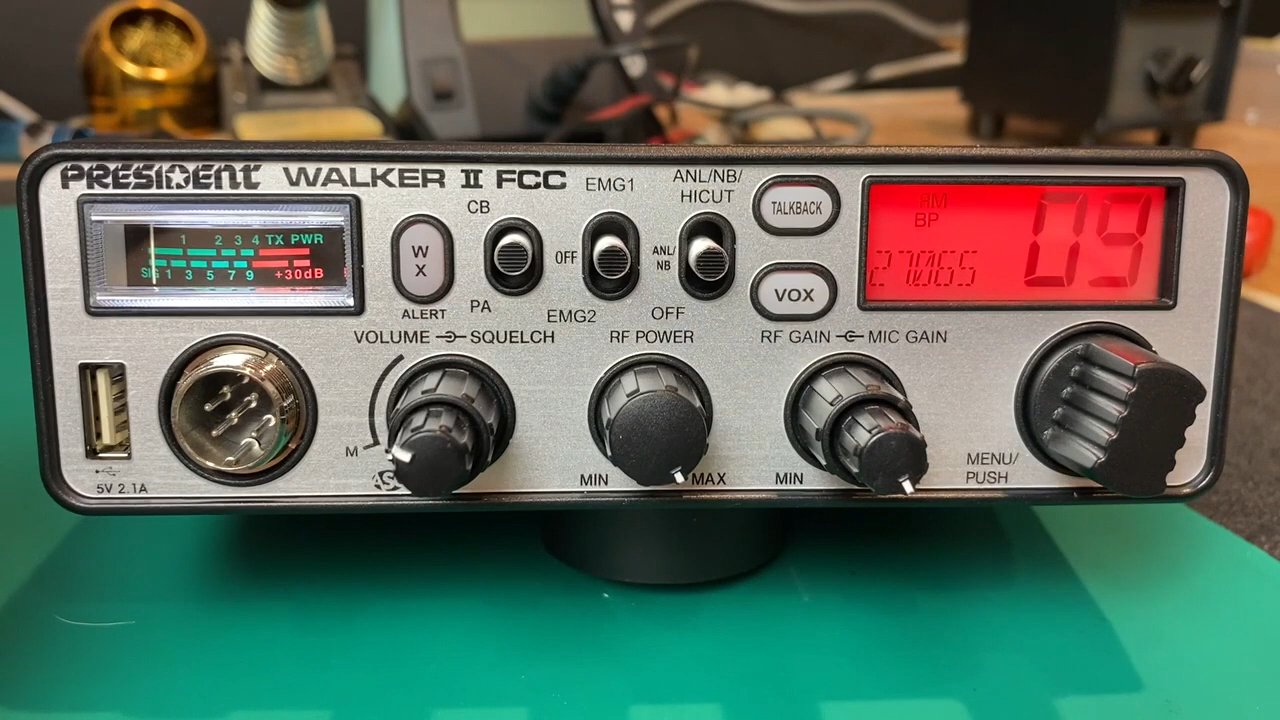 PRESIDENT WALKER II FCC
EMG1
ANL/NB/
HICUT
CB
TALKBACK
1 2 3 4 TX PWR
SIG 1 3 5 7 9 +30dB
W
X
ALERT
PA
OFF
EMG2
ANL/
NB
OFF
VOX
BP
27.065
09
VOLUME SQUELCH
RF POWER
RF GAIN MIC GAIN
M
MIN
MAX
MIN
MENU/
PUSH
5V 2.1A